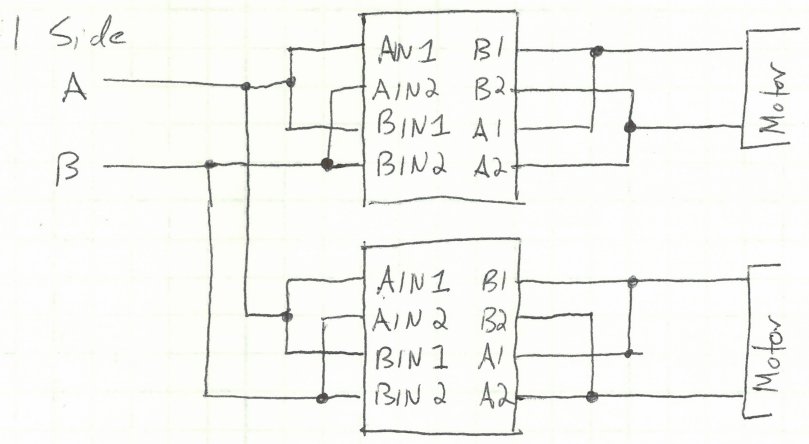 1 Side
A
B
AN1 B1
AIN2 B2
BIN1 A1
BIN2 A2
Motor
AIN1 B1
AIN2 B2
BIN1 A1
BIN2 A2
Motor